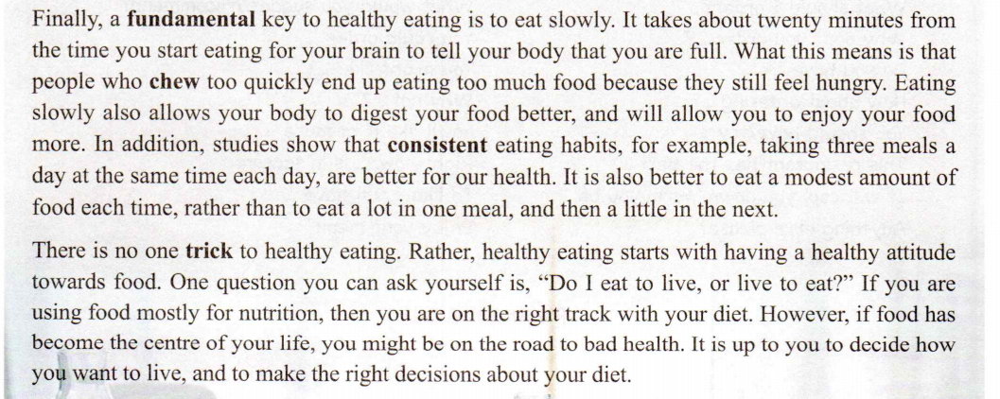 Finally, a fundamental key to healthy eating is to eat slowly. It takes about twenty minutes from
the time you start eating for your brain to tell your body that you are full. What this means is that
people who chew too quickly end up eating too much food because they still feel hungry. Eating
slowly also allows your body to digest your food better, and will allow you to enjoy your food
more. In addition, studies show that consistent eating habits, for example, taking three meals a
day at the same time each day, are better for our health. It is also better to eat a modest amount of
food each time, rather than to eat a lot in one meal, and then a little in the next.
There is no one trick to healthy eating. Rather, healthy eating starts with having a healthy attitude
towards food. One question you can ask yourself is, “Do I eat to live, or live to eat?” If you are
using food mostly for nutrition, then you are on the right track with your diet. However, if food has
become the centre of your life, you might be on the road to bad health. It is up to you to decide how
you want to live, and to make the right decisions about your diet.